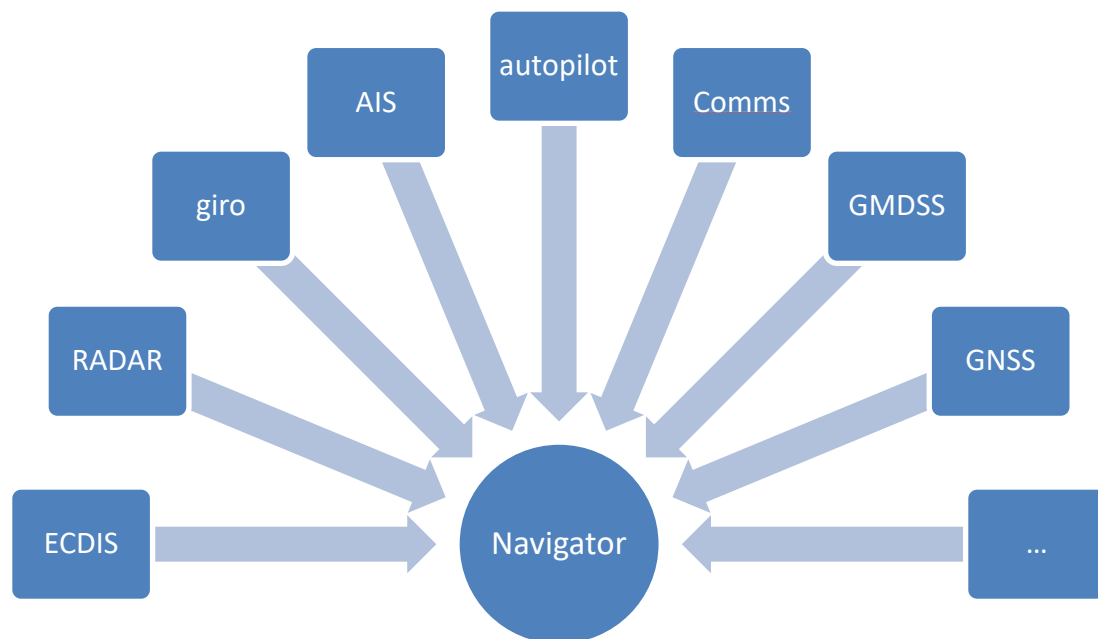 autopilot
AIS
Comms
giro
GMDSS
RADAR
GNSS
ECDIS
Navigator
...